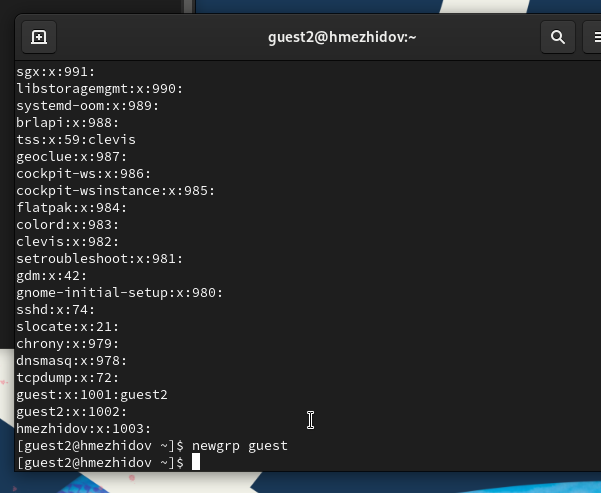 guest2@hmezhidov:~
sgx:x:991:
libstoragemgmt:x:990:
systemd-oom:x:989:
brlapi:x:988:
tss:x:59:clevis
geoclue:x:987:
cockpit-ws:x:986:
cockpit-wsinstance:x:985:
flatpak:x:984:
colord:x:983:
clevis:x:982:
setroubleshoot:x:981:
gdm:x:42:
gnome-initial-setup:x:980:
sshd:x:74:
slocate:x:21:
chrony:x:979:
dnsmasq:x:978:
tcpdump:x:72:
guest:x:1001:guest2
guest2:x:1002:
hmezhidov:x:1003:
[guest2@hmezhidov ~]$ newgrp guest
[guest2@hmezhidov ~]$